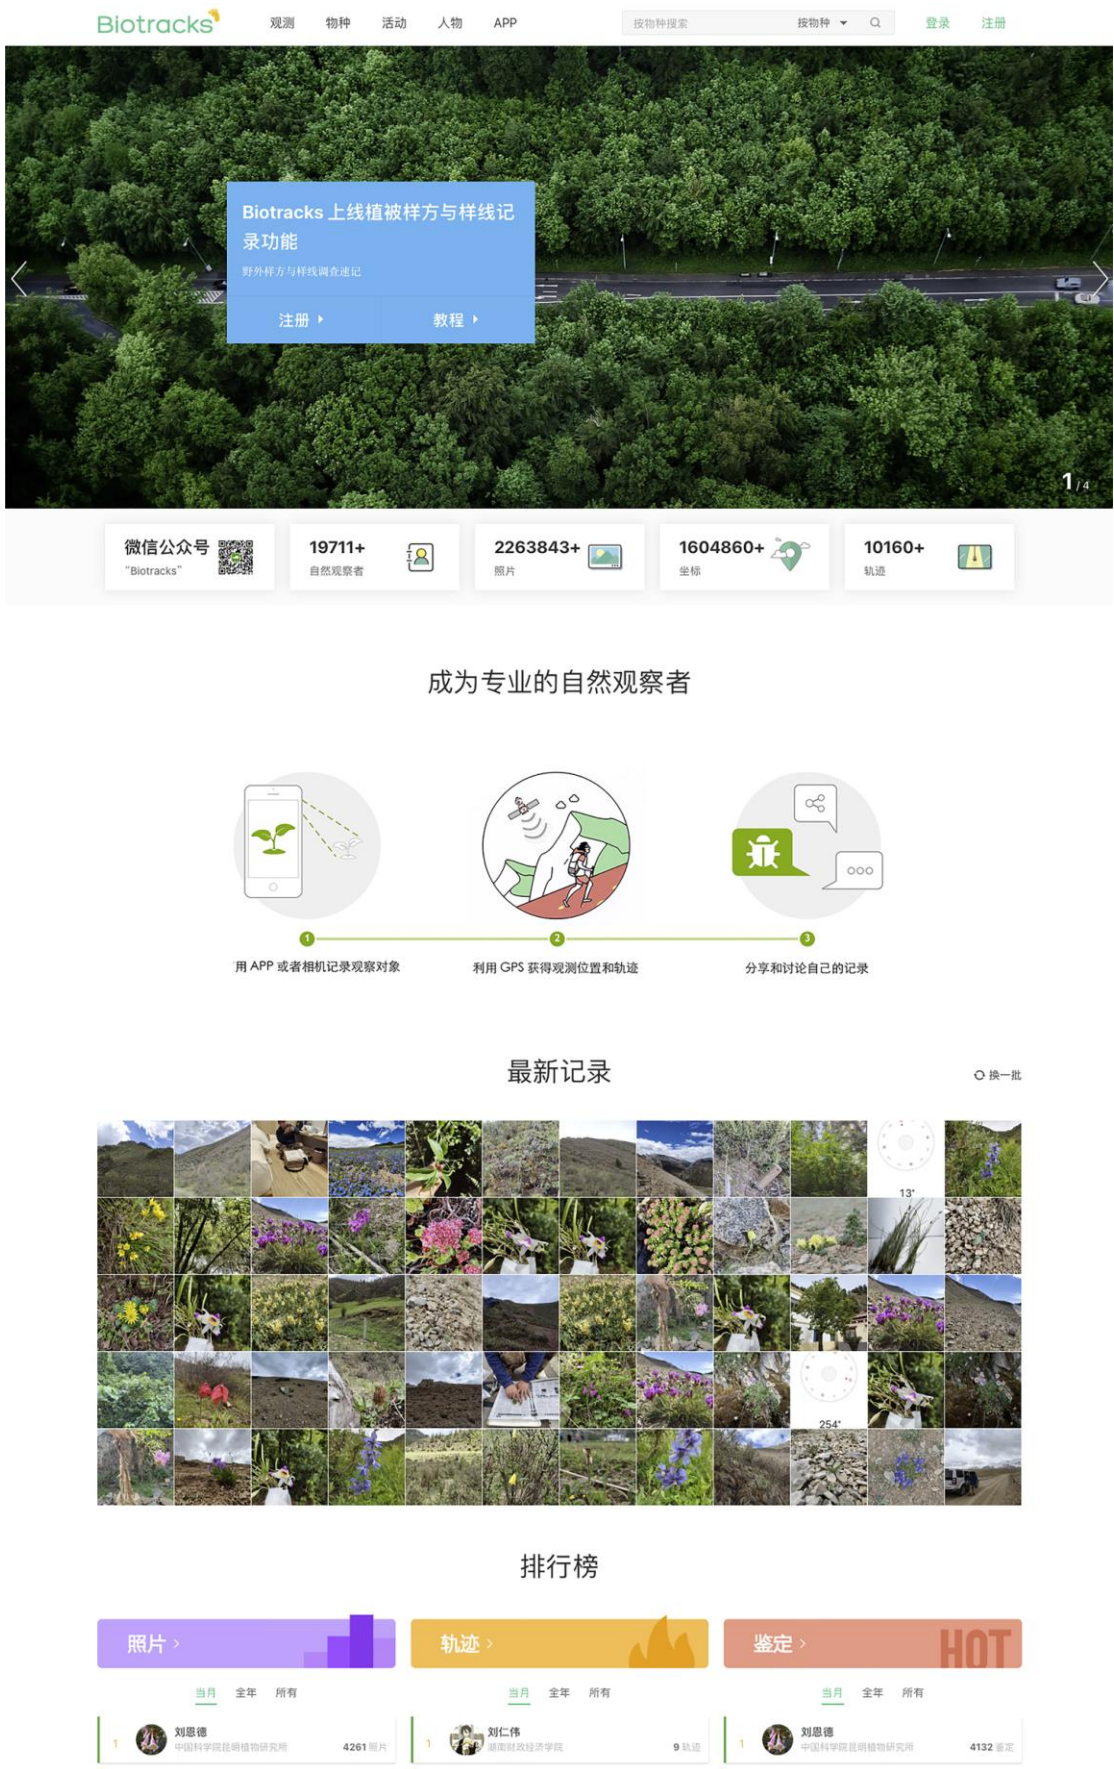 Biotracks
观测 物种 活动 人物 APP
按物种搜索 按物种
登录 注册
Biotracks 上线植被样方与样线记
录功能
野外样方与样线调查速记
注册 教程
1 / 4
微信公众号
“Biotracks”
19711+
自然观察者
2263843+
照片
1604860+
坐标
10160+
轨迹
成为专业的自然观察者
1 2 3
用 APP 或者相机记录观察对象
利用 GPS 获得观测位置和轨迹
分享和讨论自己的记录
最新记录
换一批
13°
254°
排行榜
照片
轨迹
鉴定
HOT
当月 全年 所有
当月 全年 所有
当月 全年 所有
1 刘恩德
中国科学院昆明植物研究所
4261 照片
1 刘仁伟
湖南财政经济学院
9 轨迹
1 刘恩德
中国科学院昆明植物研究所
4132 鉴定